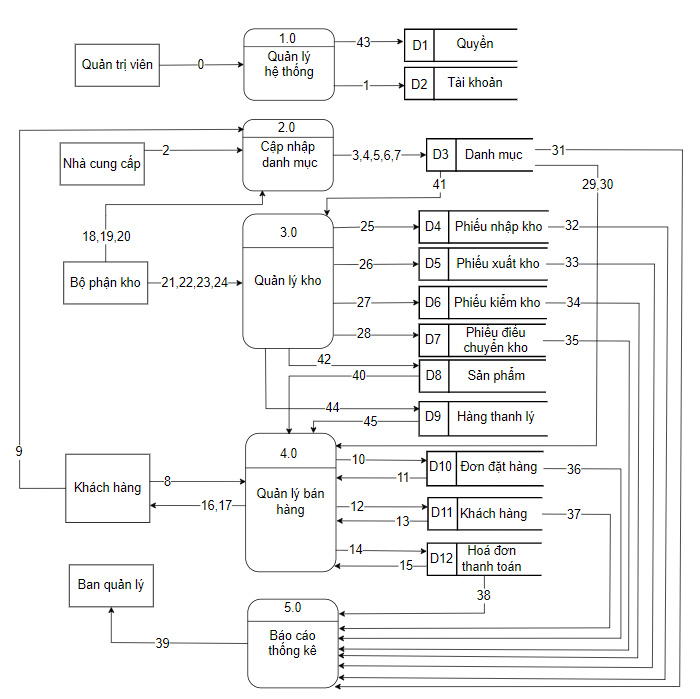 1.0
43
D1
Quyền
Quản trị viên
0
Quản lý
hệ thống
1
D2
Tài khoản
2.0
Nhà cung cấp
2
Cập nhập
danh mục
3,4,5,6,7
D3
Danh mục
31
41
29,30
18,19,20
3.0
25
D4
Phiếu nhập kho
32
26
D5
Phiếu xuất kho
33
Bộ phận kho
21,22,23,24
Quản lý kho
27
D6
Phiếu kiểm kho
34
28
D7
Phiếu điều
chuyển kho
35
42
40
D8
Sản phẩm
44
45
D9
Hàng thanh lý
9
4.0
10
11
D10
Đơn đặt hàng
36
Khách hàng
8
16,17
Quản lý bán
hàng
12
13
D11
Khách hàng
37
14
15
D12
Hoá đơn
thanh toán
38
Ban quản lý
39
5.0
Báo cáo
thống kê